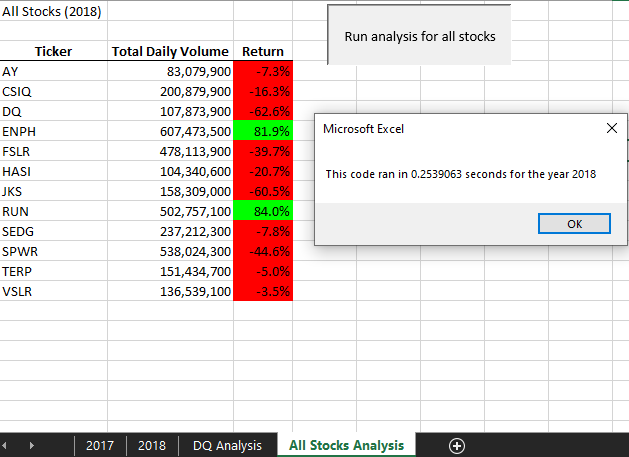 All Stocks (2018)
Run analysis for all stocks
Ticker Total Daily Volume Return
AY 83,079,900 -7.3%
CSIQ 200,879,900 -16.3%
DQ 107,873,900 -62.6%
ENPH 607,473,500 81.9%
FSLR 478,113,900 -39.7%
HASI 104,340,600 -20.7%
JKS 158,309,000 -60.5%
RUN 502,757,100 84.0%
SEDG 237,212,300 -7.8%
SPWR 538,024,300 -44.6%
TERP 151,434,700 -5.0%
VSLR 136,539,100 -3.5%
Microsoft Excel
This code ran in 0.2539063 seconds for the year 2018
OK
2017 2018 DQ Analysis All Stocks Analysis